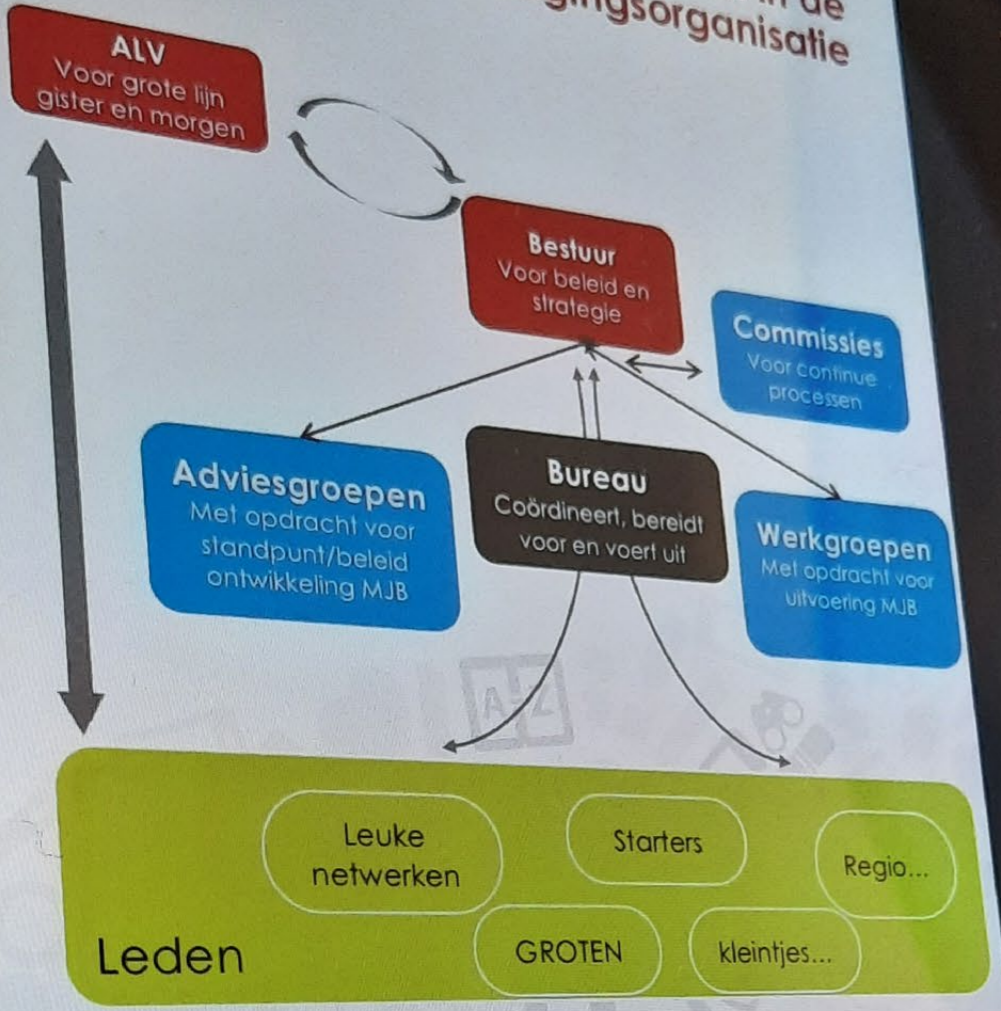 de
gingsorganisatie
ALV
Voor grote lijn
gister en morgen
Bestuur
Voor beleid en
strategie
Commissies
Voor continue
processen
Adviesgroepen
Met opdracht voor
standpunt/beleid
ontwikkeling MJB
Bureau
Coördineert, bereidt
voor en voert uit
Werkgroepen
Met opdracht voor
uitvoering MJB
A-Z
Leuke
netwerken
Starters
Regio...
Leden
GROTEN
kleintjes...